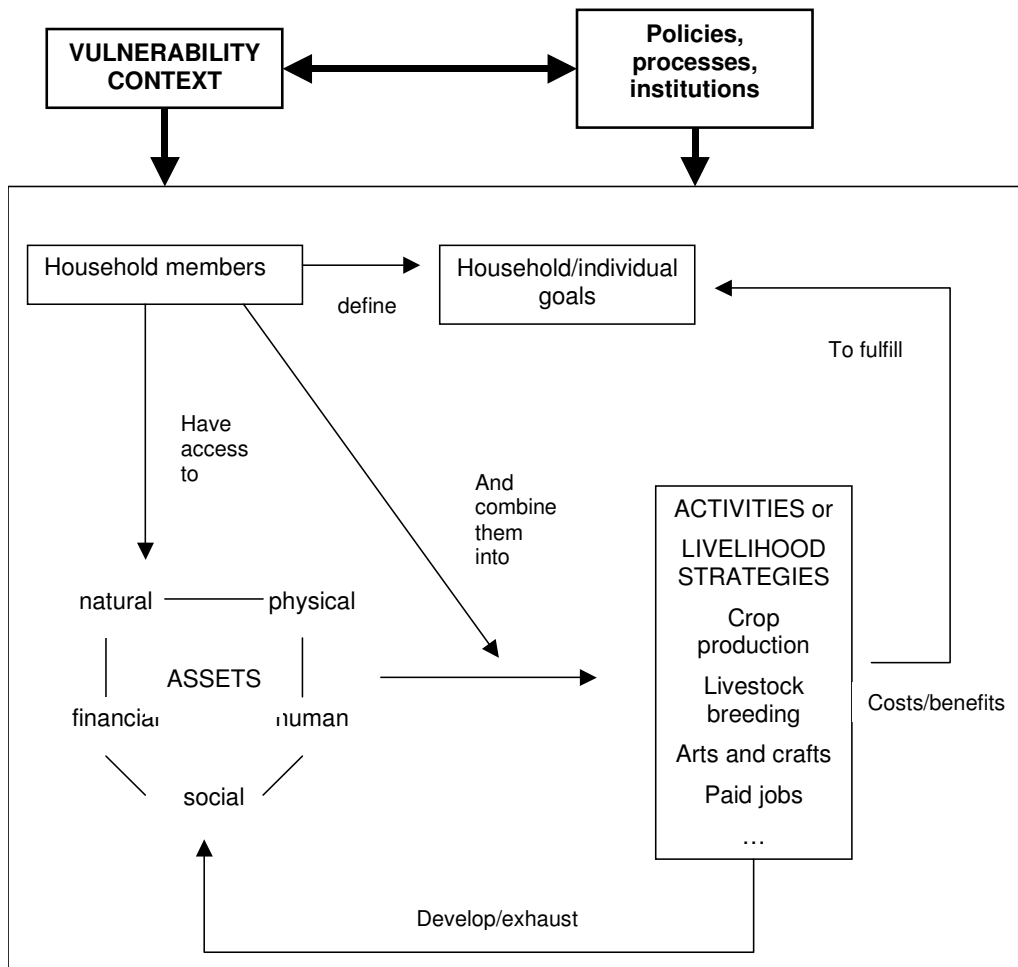 VULNERABILITY
CONTEXT
Policies,
processes,
institutions
Household members
define
Household/individual
goals
To fulfill
Have
access
to
And
combine
them
into
ACTIVITIES or
LIVELIHOOD
STRATEGIES
Crop
production
Livestock
breeding
Arts and crafts
Paid jobs
…
Costs/benefits
natural
physical
ASSETS
financial
human
social
Develop/exhaust